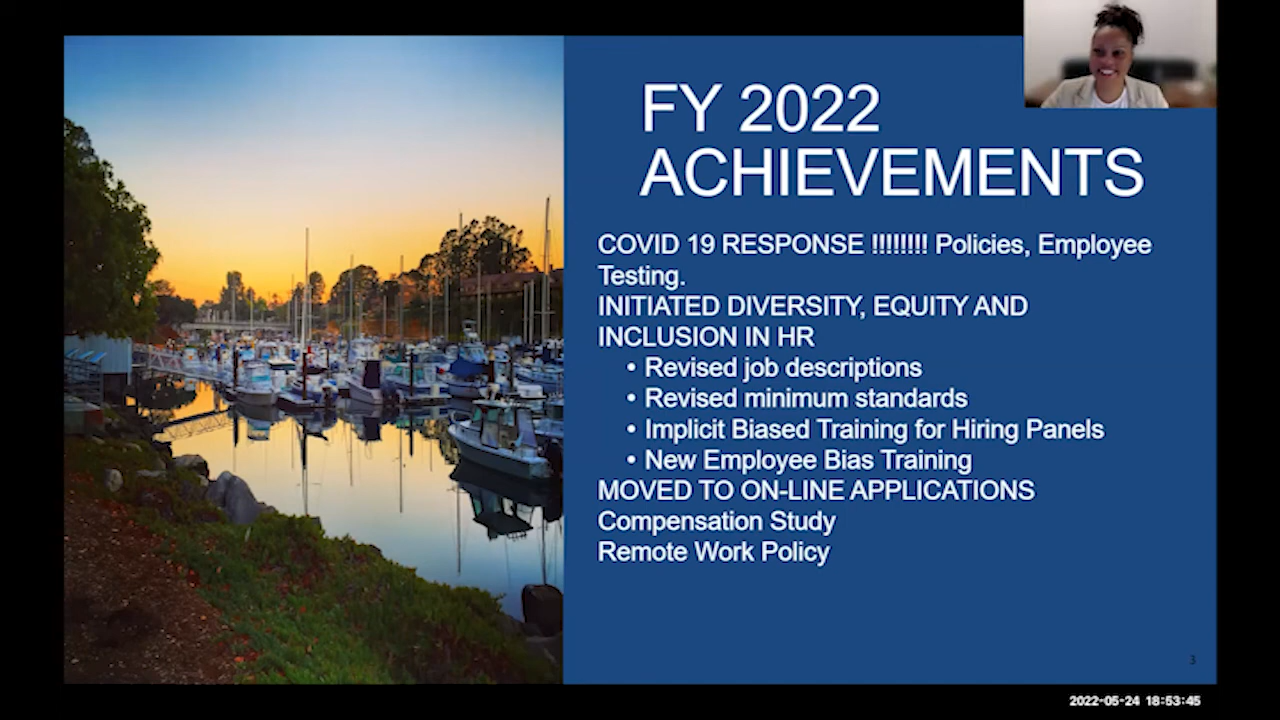 FY 2022
ACHIEVEMENTS
COVID 19 RESPONSE !!!!!!!! Policies, Employee
Testing.
INITIATED DIVERSITY, EQUITY AND
INCLUSION IN HR
• Revised job descriptions
• Revised minimum standards
• Implicit Biased Training for Hiring Panels
• New Employee Bias Training
MOVED TO ON-LINE APPLICATIONS
Compensation Study
Remote Work Policy
3
2022-05-24 18:53:45